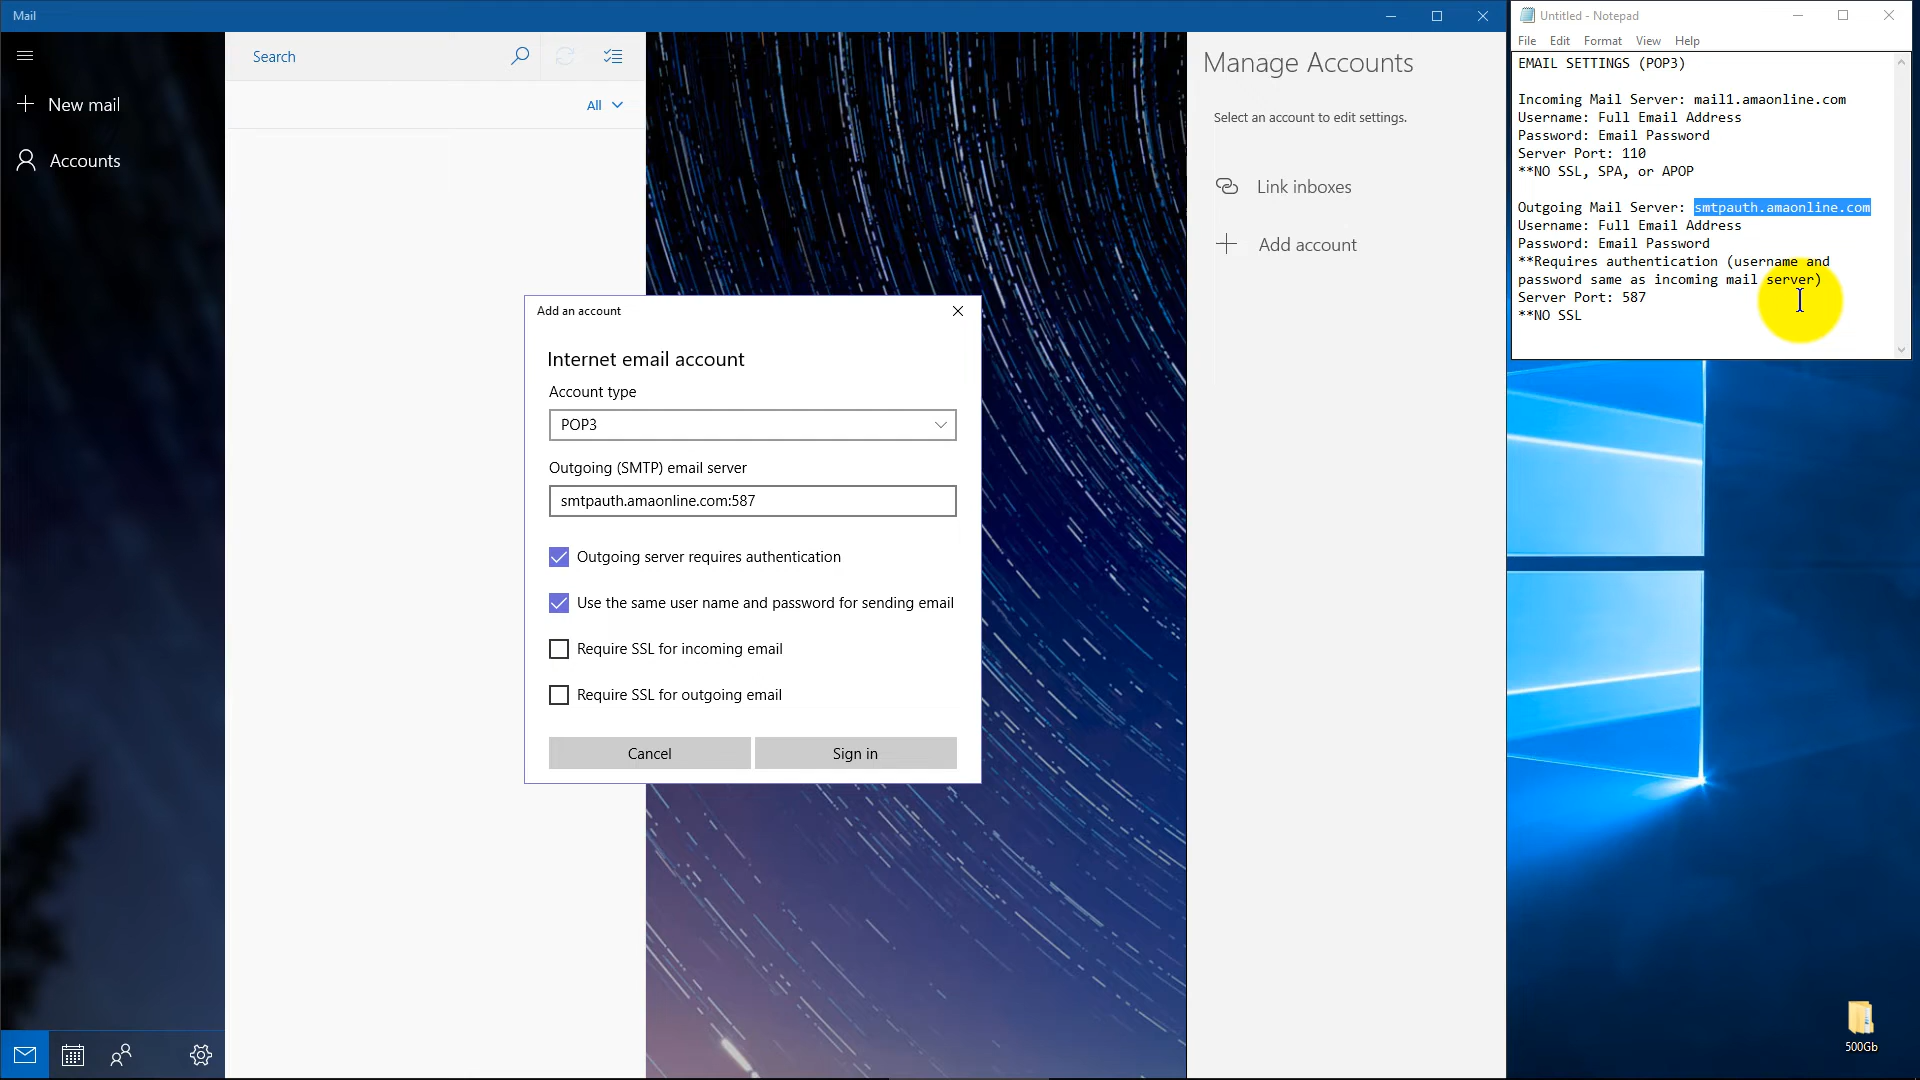 Mail
Search
New mail
All
Accounts
Manage Accounts
Select an account to edit settings.
Link inboxes
Add account
Add an account
Internet email account
Account type
POP3
Outgoing (SMTP) email server
smtpauth.amaonline.com:587
Outgoing server requires authentication
Use the same user name and password for sending email
Require SSL for incoming email
Require SSL for outgoing email
Cancel
Sign in
Untitled - Notepad
File Edit Format View Help
EMAIL SETTINGS (POP3)
Incoming Mail Server: mail1.amaonline.com
Username: Full Email Address
Password: Email Password
Server Port: 110
**NO SSL, SPA, or APOP
Outgoing Mail Server: smtpauth.amaonline.com
Username: Full Email Address
Password: Email Password
**Requires authentication (username and
password same as incoming mail server)
Server Port: 587
**NO SSL
500Gb